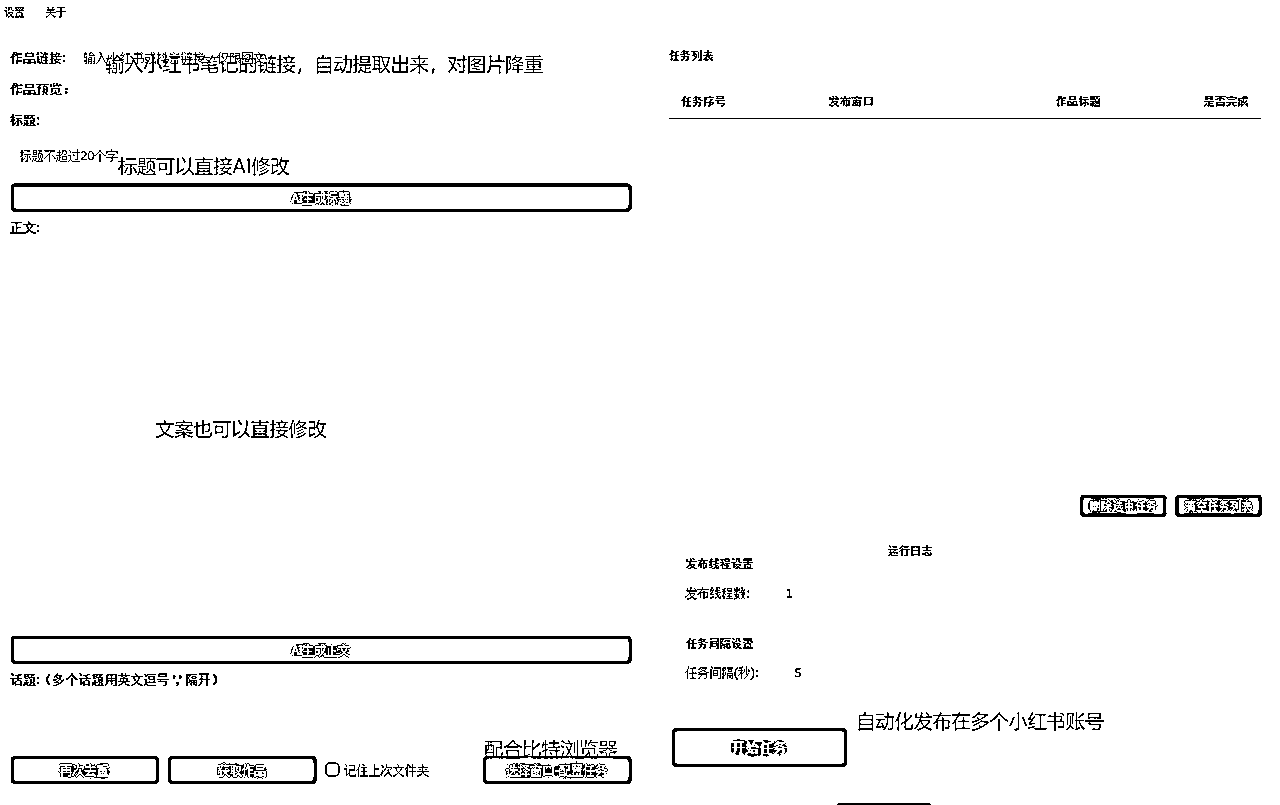 设置 关于
作品链接:
输入小红书笔记的链接，自动提取出来，对图片降重
作品预览:
标题:
标题不超过20个字
标题可以直接AI修改
AI生成标题
正文:
文案也可以直接修改
AI生成正文
话题:(多个话题用英文逗号','隔开)
配合比特浏览器
再次去重 获取作品 记住上次文件夹 选择窗口-配置任务
任务列表
任务序号 发布窗口 作品标题 是否完成
删除选中任务 清空任务列表
运行日志
发布线程设置
发布线程数: 1
任务间隔设置
任务间隔(秒): 5
自动化发布在多个小红书账号
开始任务